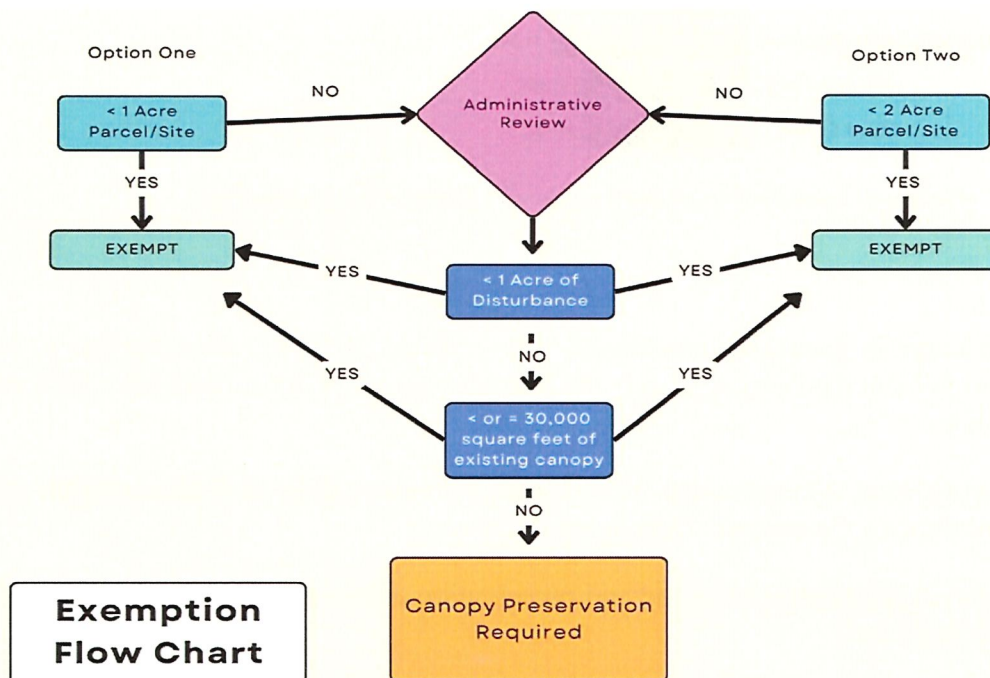 Option One
Option Two
NO
NO
< 1 Acre
Parcel/Site
Administrative
Review
< 2 Acre
Parcel/Site
YES
YES
EXEMPT
EXEMPT
YES
< 1 Acre of
Disturbance
YES
NO
YES
YES
< or = 30,000
square feet of
existing canopy
NO
Canopy Preservation
Required
Exemption
Flow Chart